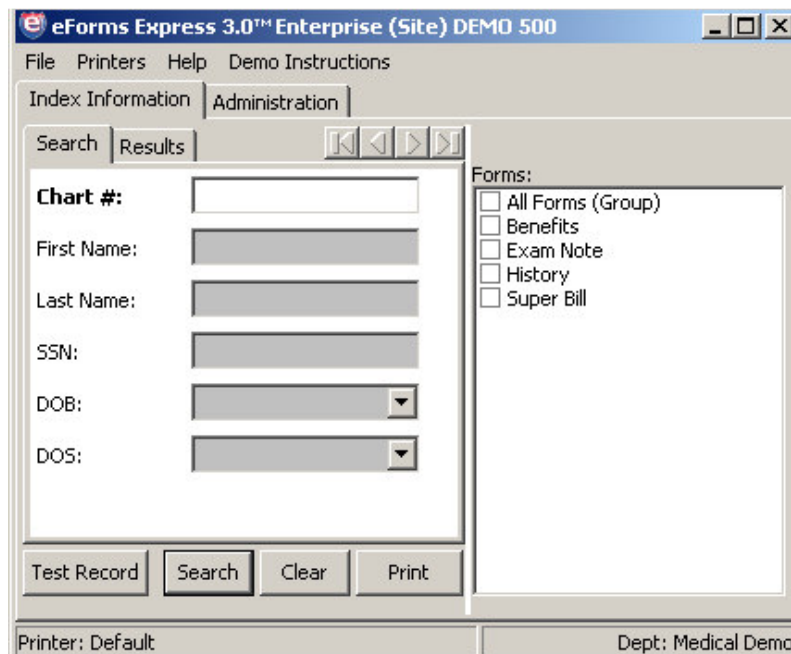 eForms Express 3.0™ Enterprise (Site) DEMO 500
File Printers Help Demo Instructions
Index Information Administration
Search Results
Chart #:
First Name:
Last Name:
SSN:
DOB:
DOS:
Test Record Search Clear Print
Forms:
All Forms (Group)
Benefits
Exam Note
History
Super Bill
Printer: Default Dept: Medical Demo